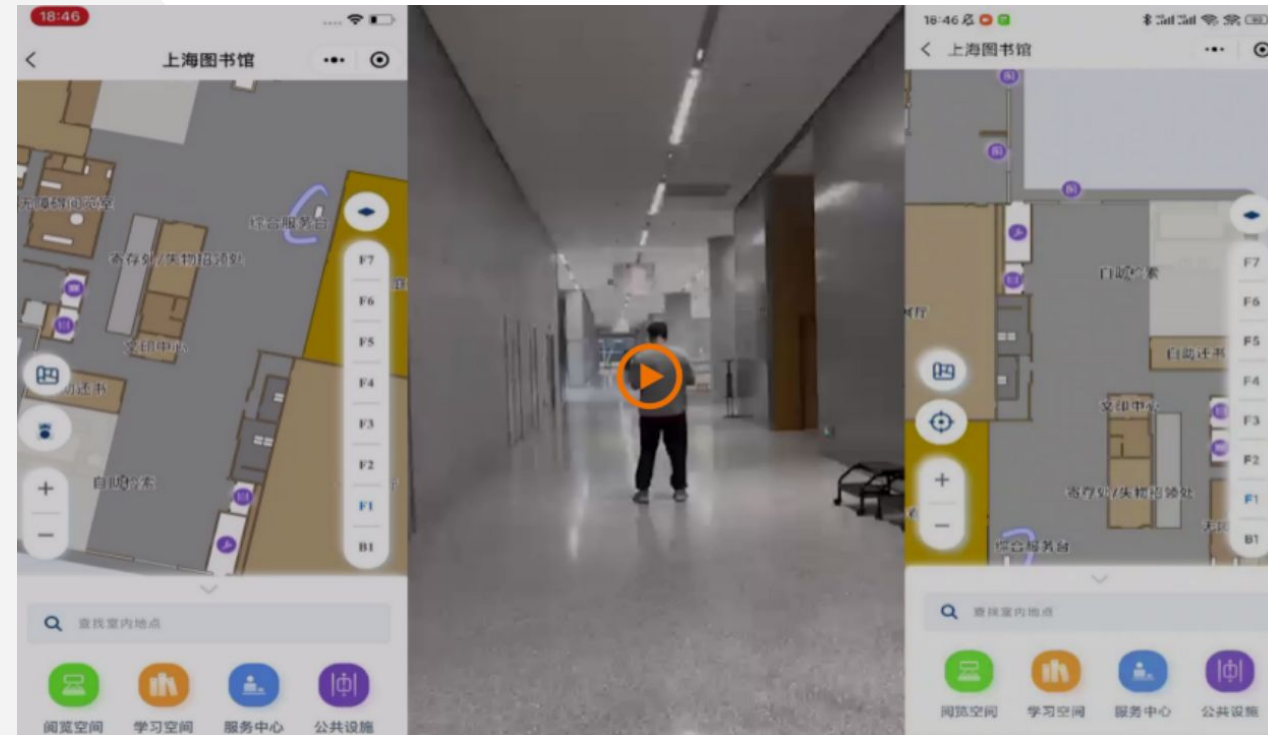 18:46
上海图书馆
综合服务台
寄存处/失物招领处
文印中心
自助检索
F7
F6
F5
F4
F3
F2
F1
B1
查找室内地点
阅览空间
学习空间
服务中心
公共设施
18:46
上海图书馆
自助检索
自助还书
文印中心
寄存处/失物招领处
综合服务台
F7
F6
F5
F4
F3
F2
F1
B1
查找室内地点
阅览空间
学习空间
服务中心
公共设施